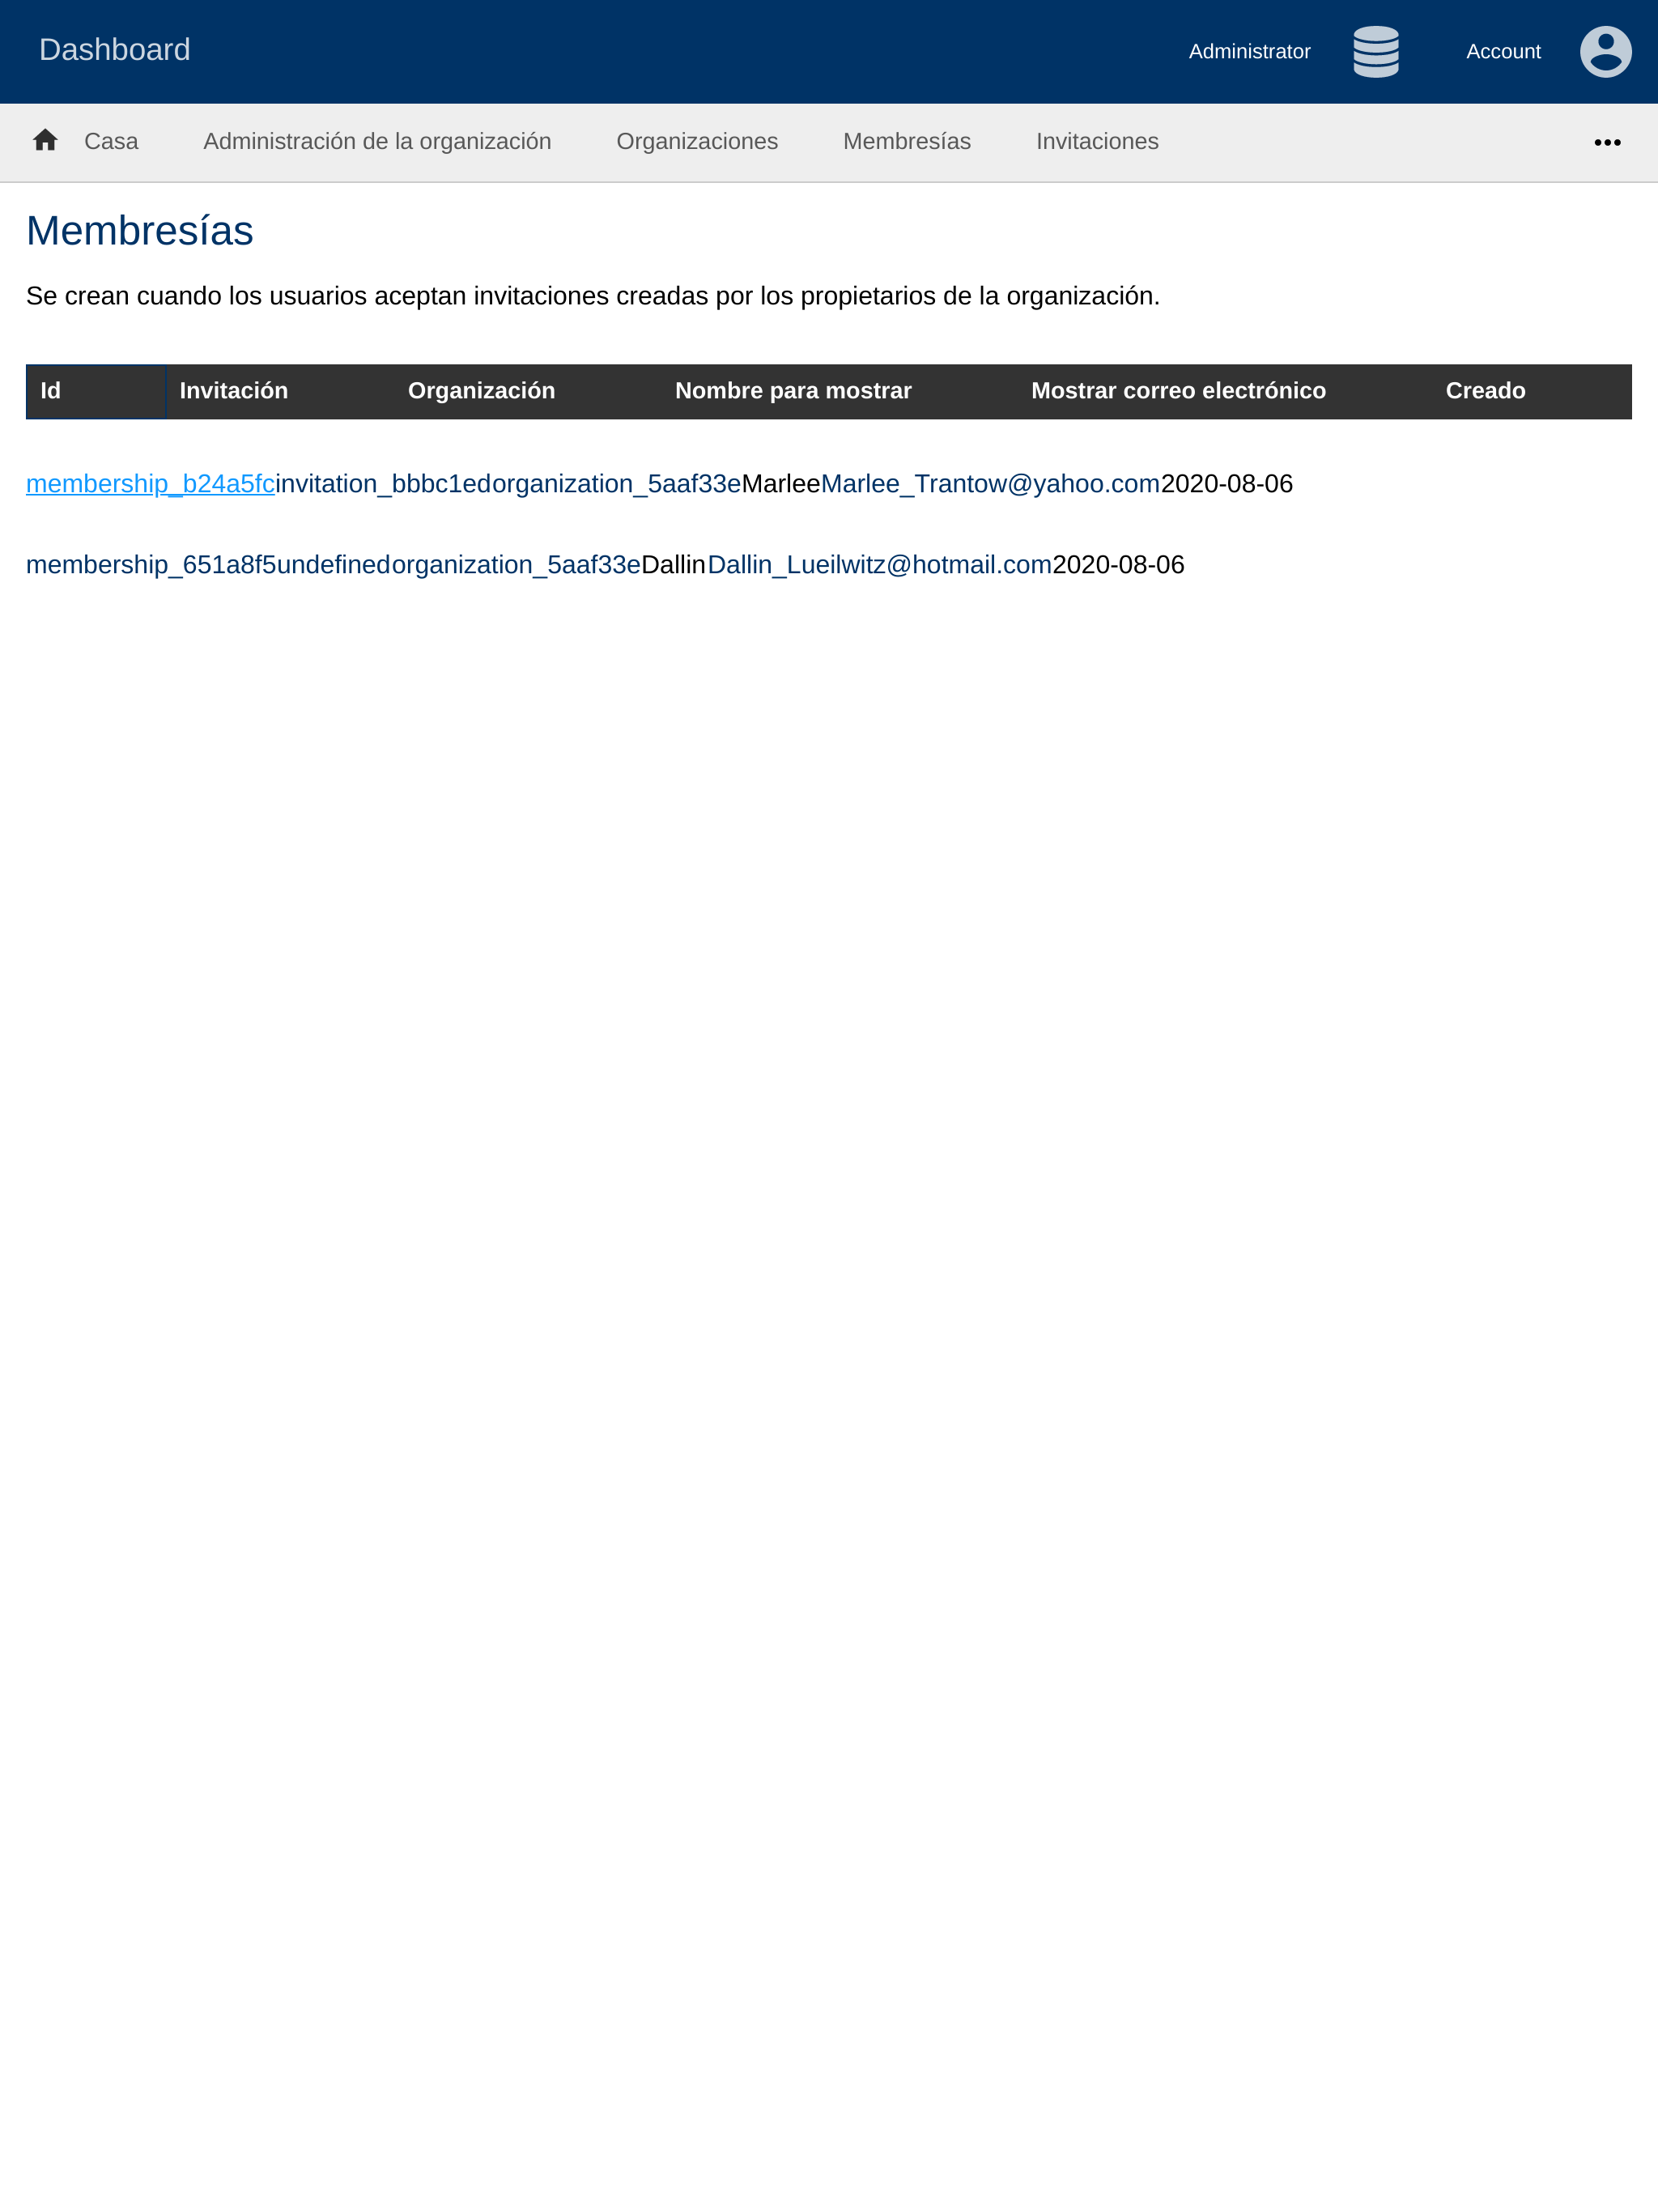 Dashboard Administrator Account
Casa Administración de la organización Organizaciones Membresías Invitaciones
Membresías
Se crean cuando los usuarios aceptan invitaciones creadas por los propietarios de la organización.
Id Invitación Organización Nombre para mostrar Mostrar correo electrónico Creado
membership_b24a5fcinvitation_bbbc1edorganization_5aaf33eMarleeMarlee_Trantow@yahoo.com2020-08-06
membership_651a8f5undefinedorganization_5aaf33eDallinDallin_Lueilwitz@hotmail.com2020-08-06